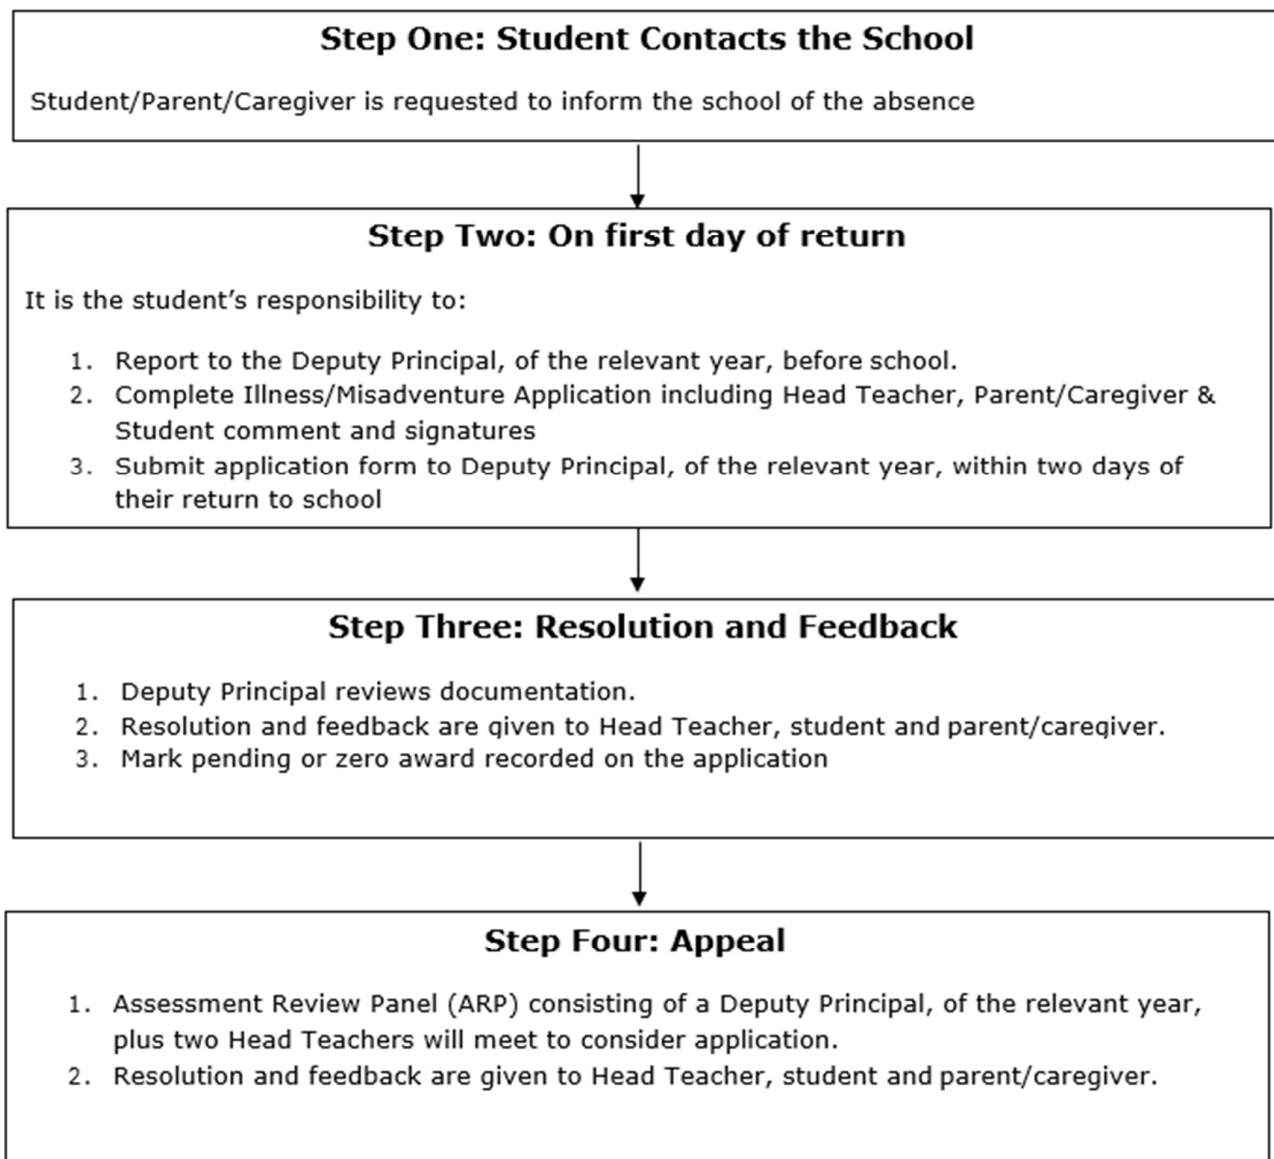 Step One: Student Contacts the School
Student/Parent/Caregiver is requested to inform the school of the absence
Step Two: On first day of return
It is the student’s responsibility to:
1. Report to the Deputy Principal, of the relevant year, before school.
2. Complete Illness/Misadventure Application including Head Teacher, Parent/Caregiver &
Student comment and signatures
3. Submit application form to Deputy Principal, of the relevant year, within two days of
their return to school
Step Three: Resolution and Feedback
1. Deputy Principal reviews documentation.
2. Resolution and feedback are given to Head Teacher, student and parent/caregiver.
3. Mark pending or zero award recorded on the application
Step Four: Appeal
1. Assessment Review Panel (ARP) consisting of a Deputy Principal, of the relevant year,
plus two Head Teachers will meet to consider application.
2. Resolution and feedback are given to Head Teacher, student and parent/caregiver.